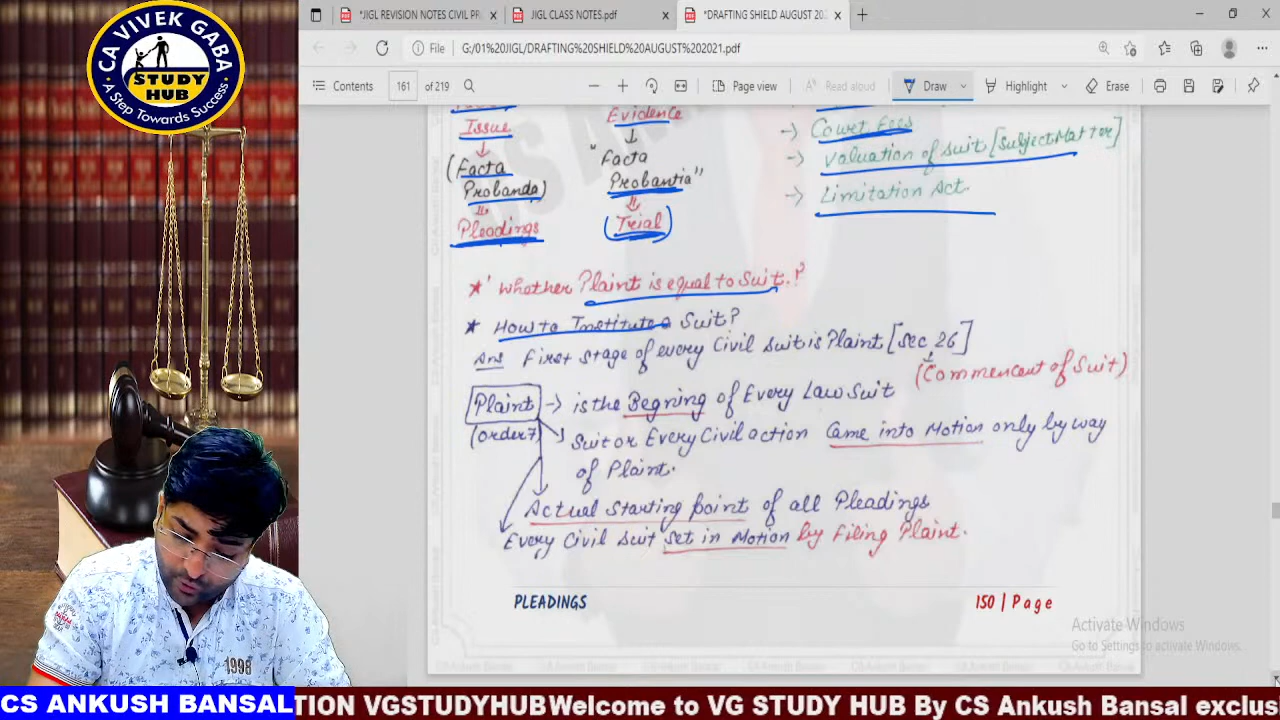 CA VIVEK GABA
STUDY
HUB
A Step Towards Success
*JIGL REVISION NOTES CIVIL PR
JIGL CLASS NOTES.pdf
*DRAFTING SHIELD AUGUST 202
File
G:/01%20JIGL/DRAFTING%20SHIELD%20AUGUST%202021.pdf
Contents
161 of 219
Page view
Read aloud
Draw
Highlight
Erase
Issue
(Facta
Probanda)
Pleadings
Evidence
"Facta
Probantia"
(Trial)
-> Court Fees
-> Valuation of suit [Subject Matter]
-> Limitation Act.
* Whether Plaint is equal to Suit.?
* How to Institute a Suit?
Ans First stage of every Civil suit is Plaint [Sec 26]
(Commencent of Suit)
Plaint -> is the Begning of Every Law Suit
(order 7)
Suit or Every Civil action Came into Motion only by way
of Plaint.
Actual Starting point of all Pleadings
Every Civil Suit Set in Motion by Filing Plaint.
PLEADINGS
150 | Page
Activate Windows
Go to Settings to activate Windows.
1998
CS ANKUSH BANSAL
TION VGSTUDYHUBWelcome to VG STUDY HUB By CS Ankush Bansal exclus